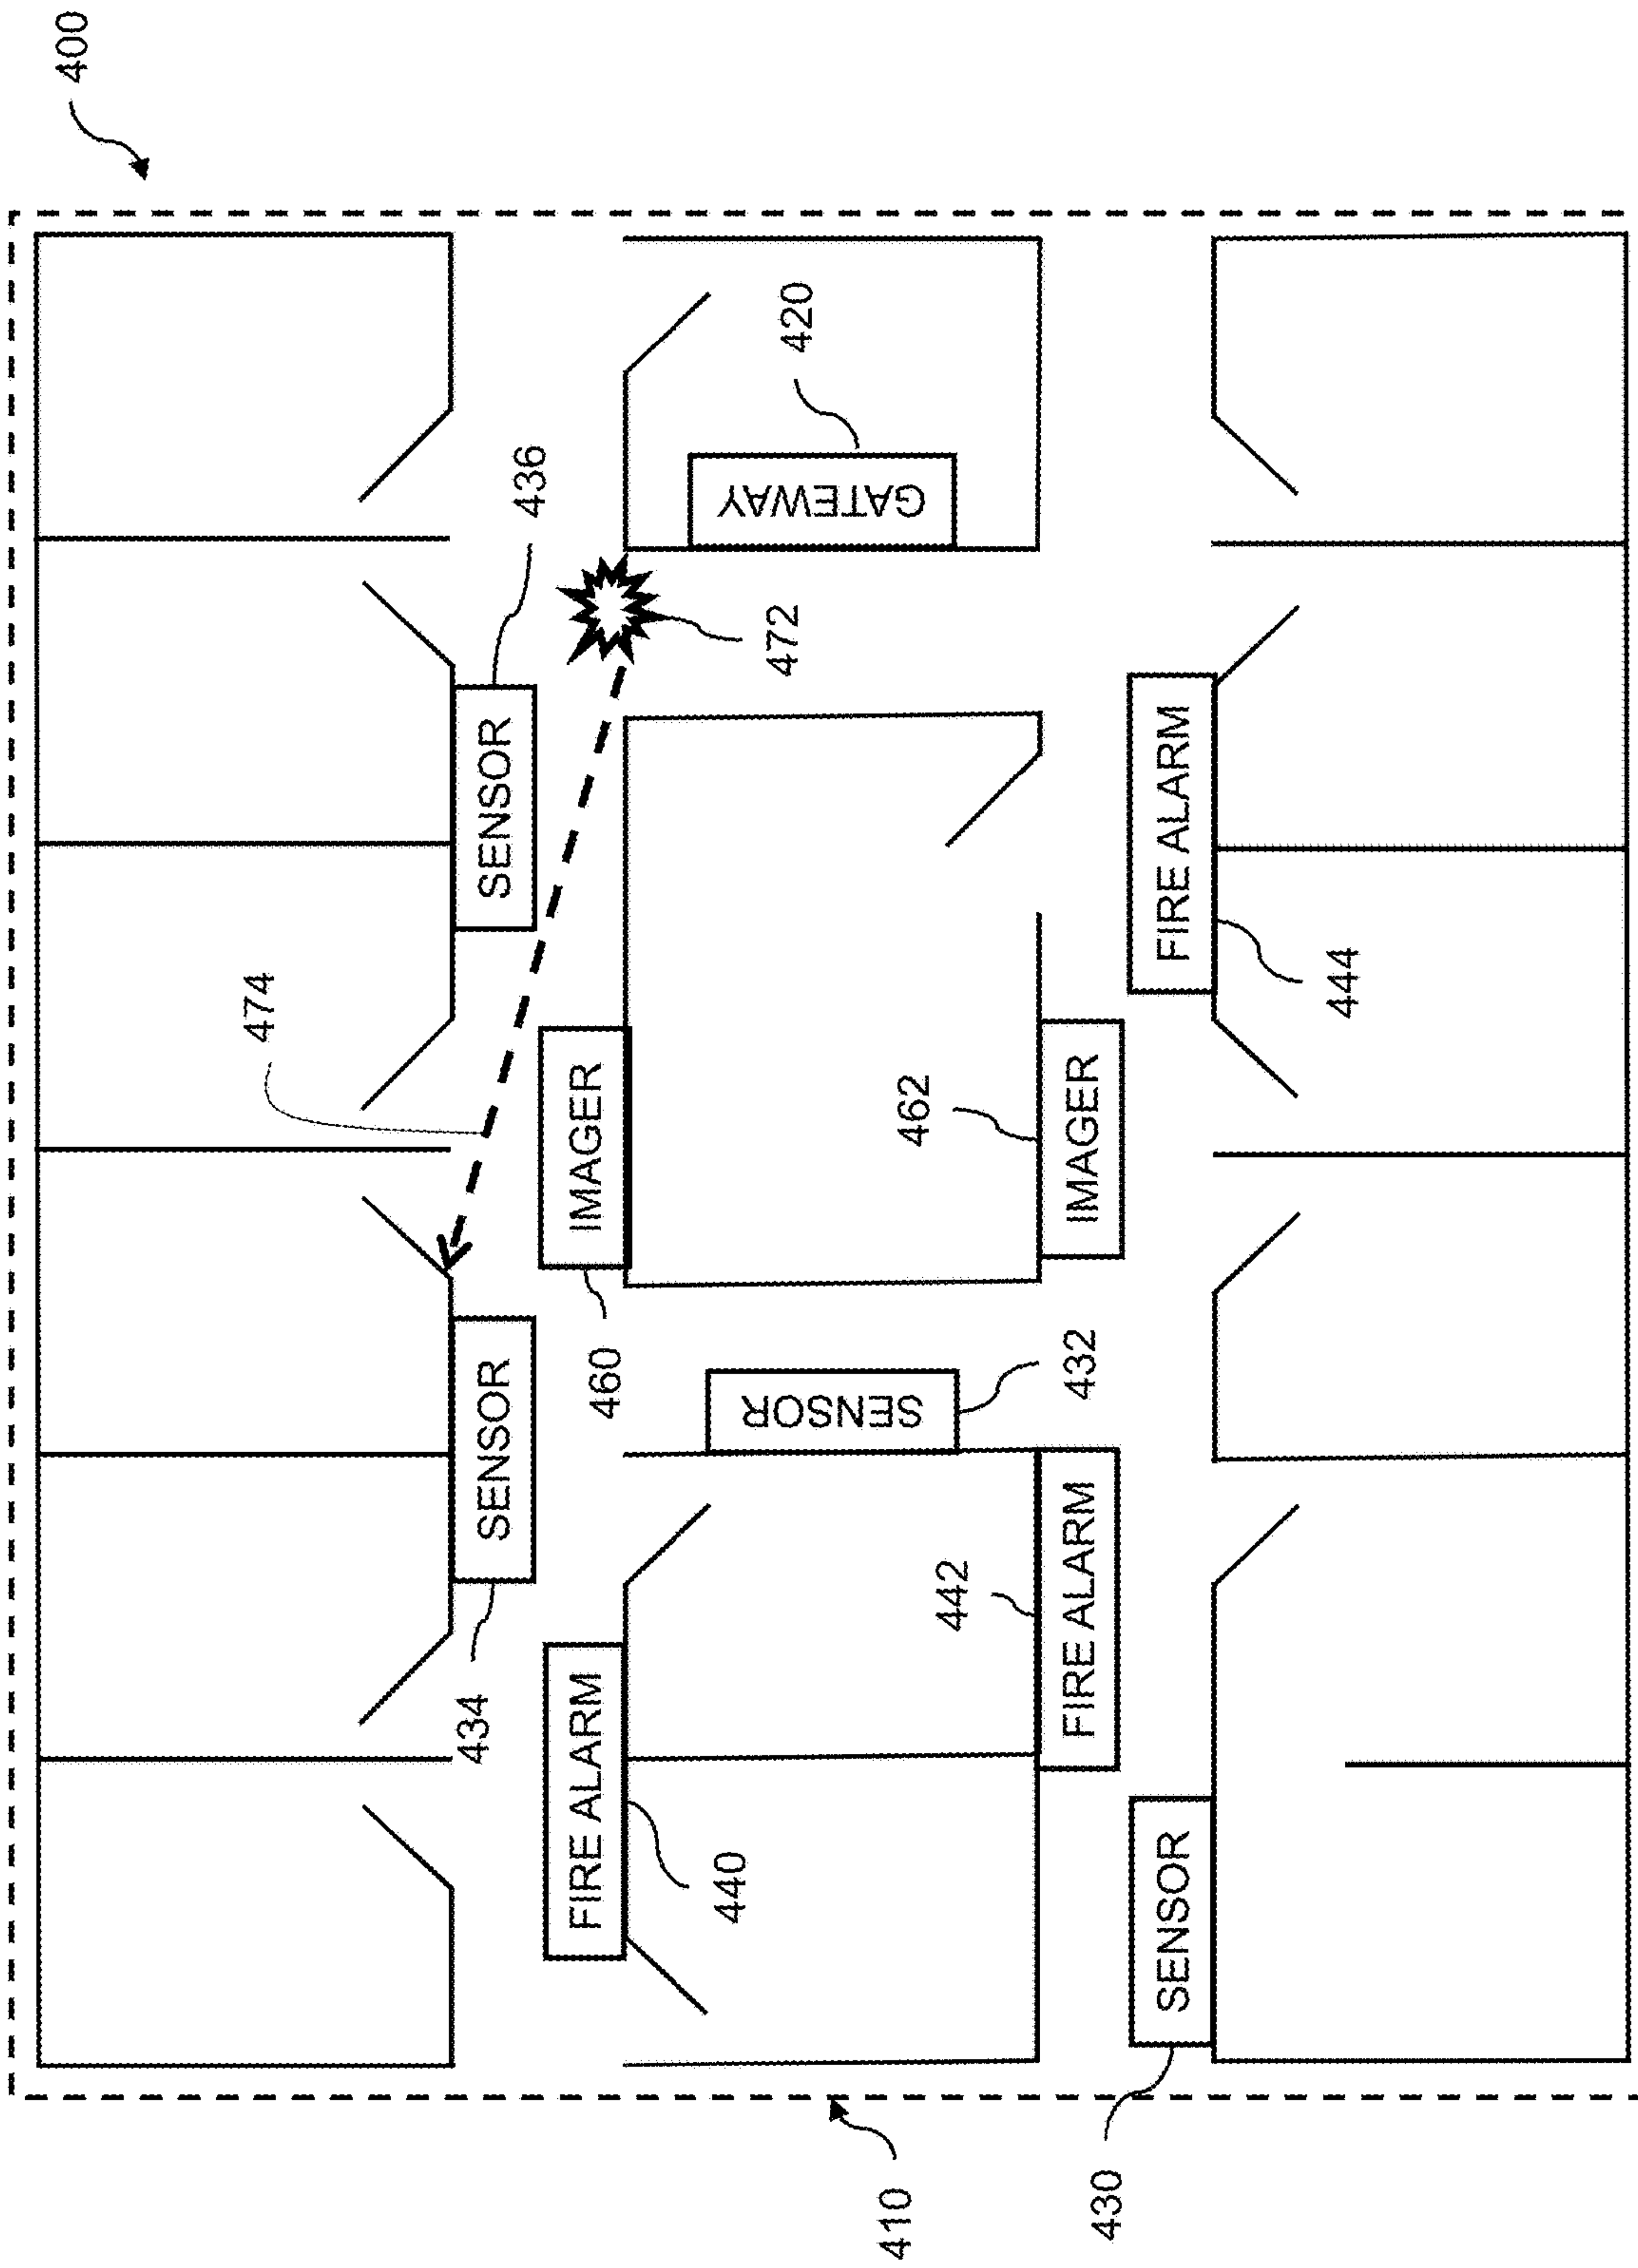 400
474
436
SENSOR
SENSOR
434
472
420
GATEWAY
IMAGER
460
FIRE ALARM
440
SENSOR
432
462
IMAGER
442
FIRE ALARM
FIRE ALARM
444
SENSOR
430
410